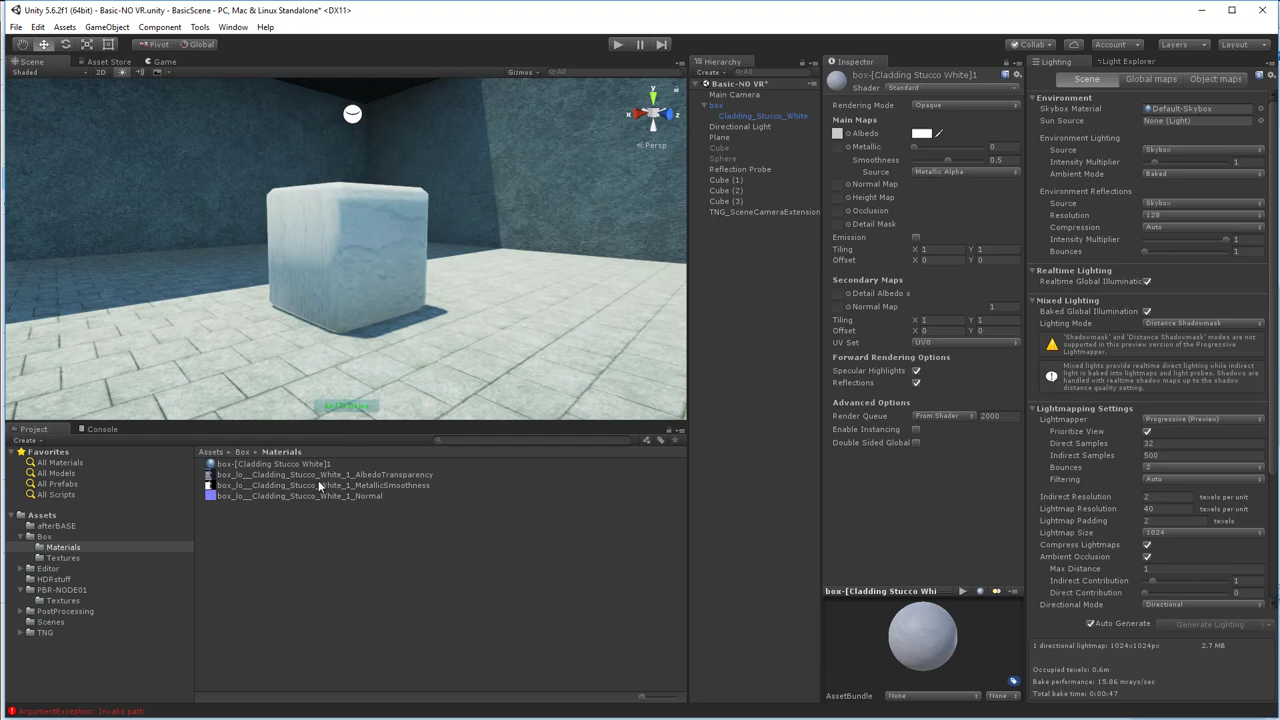 Unity 5.6.2f1 (64bit) - Basic-NO VR.unity - BasicScene - PC, Mac & Linux Standalone* <DX11>
File Edit Assets GameObject Component Tools Window Help
Pivot Global Collab Account Layers Layout
Scene Asset Store Game
Shaded 2D Gizmos All
y
x z
Persp
Hierarchy
Create All
Basic-NO VR*
Main Camera
box
Cladding_Stucco_White
Directional Light
Plane
Cube
Sphere
Reflection Probe
Cube (1)
Cube (2)
Cube (3)
TNG_SceneCameraExtension
Inspector
box-[Cladding Stucco White]1
Shader Standard
Rendering Mode Opaque
Main Maps
Albedo
Metallic 0
Smoothness 0.5
Source Metallic Alpha
Normal Map
Height Map
Occlusion
Detail Mask
Emission
Tiling X 1 Y 1
Offset X 0 Y 0
Secondary Maps
Detail Albedo x
Normal Map 1
Tiling X 1 Y 1
Offset X 0 Y 0
UV Set UV0
Forward Rendering Options
Specular Highlights
Reflections
Advanced Options
Render Queue From Shader 2000
Enable Instancing
Double Sided Global
box-[Cladding Stucco Whi
AssetBundle None None
Lighting Light Explorer
Scene Global maps Object maps
Environment
Skybox Material Default-Skybox
Sun Source None (Light)
Environment Lighting
Source Skybox
Intensity Multiplier 1
Ambient Mode Baked
Environment Reflections
Source Skybox
Resolution 128
Compression Auto
Intensity Multiplier 1
Bounces 1
Realtime Lighting
Realtime Global Illuminatic
Mixed Lighting
Baked Global Illumination
Lighting Mode Distance Shadowmask
'Shadowmask' and 'Distance Shadowmask' modes are not
supported in this preview version of the Progressive
Lightmapper.
Mixed lights provide realtime direct lighting while indirect
light is baked into lightmaps and light probes. Shadows are
handled with realtime shadow maps up to the shadow
distance quality setting.
Lightmapping Settings
Lightmapper Progressive (Preview)
Prioritize View
Direct Samples 32
Indirect Samples 500
Bounces 2
Filtering Auto
Indirect Resolution 2 texels per unit
Lightmap Resolution 40 texels per unit
Lightmap Padding 2 texels
Lightmap Size 1024
Compress Lightmaps
Ambient Occlusion
Max Distance 1
Indirect Contribution 1
Direct Contribution 0
Directional Mode Directional
Auto Generate Generate Lighting
1 directional lightmap: 1024x1024px 2.7 MB
Occupied texels: 0.6m
Bake performance: 15.86 mrays/sec
Total bake time: 0:00:47
Project Console
Create
Favorites
All Materials
All Models
All Prefabs
All Scripts
Assets
afterBASE
Box
Materials
Textures
Editor
HDRstuff
PBR-NODE01
Textures
PostProcessing
Scenes
TNG
Assets Box Materials
box-[Cladding Stucco White]1
box_lo__Cladding_Stucco_White_1_AlbedoTransparency
box_lo__Cladding_Stucco_White_1_MetallicSmoothness
box_lo__Cladding_Stucco_White_1_Normal
ArgumentException: Invalid path